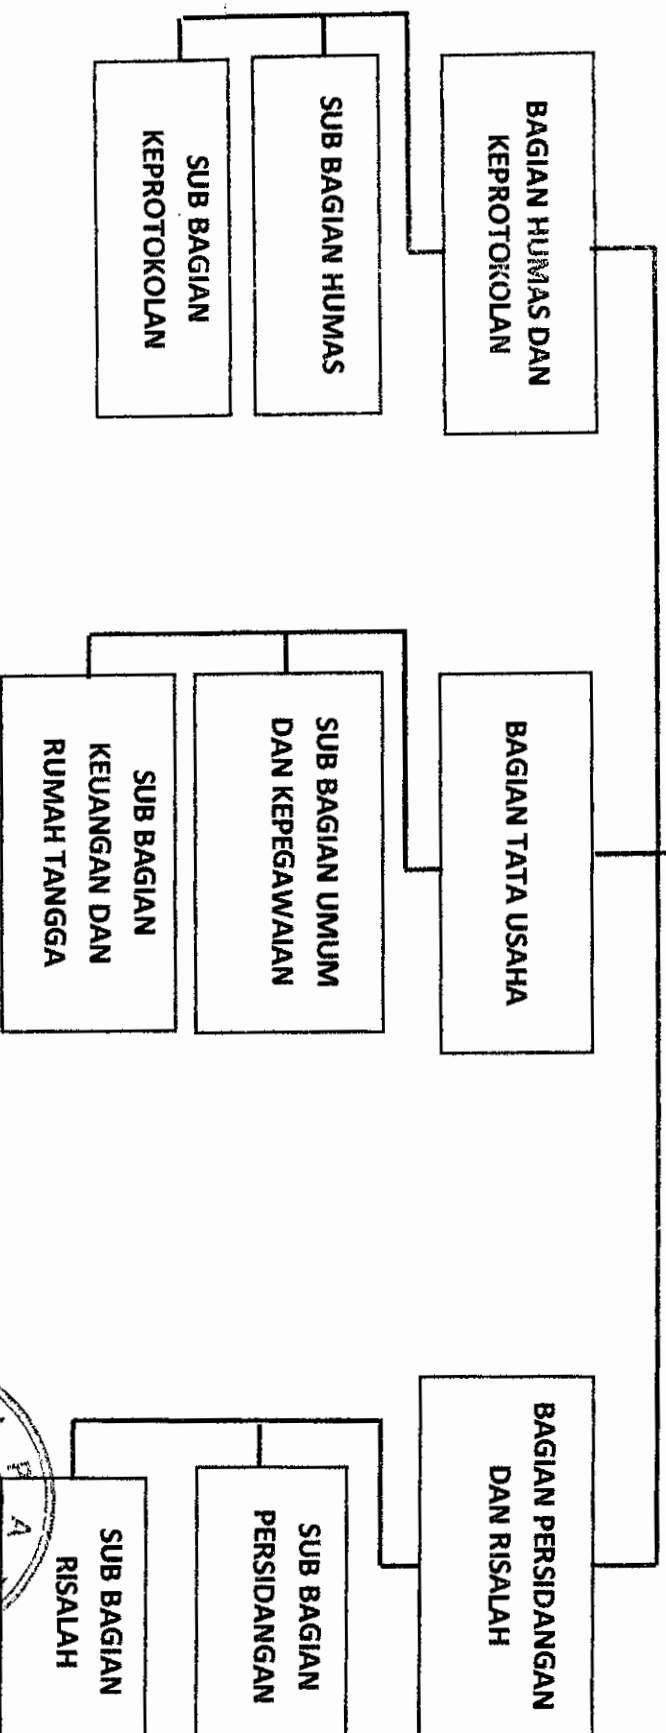 BAGIAN HUMAS DAN
KEPROTOKOLAN
SUB BAGIAN HUMAS
SUB BAGIAN
KEPROTOKOLAN
BAGIAN TATA USAHA
SUB BAGIAN UMUM
DAN KEPEGAWAIAN
SUB BAGIAN
KEUANGAN DAN
RUMAH TANGGA
BAGIAN PERSIDANGAN
DAN RISALAH
SUB BAGIAN
PERSIDANGAN
SUB BAGIAN
RISALAH